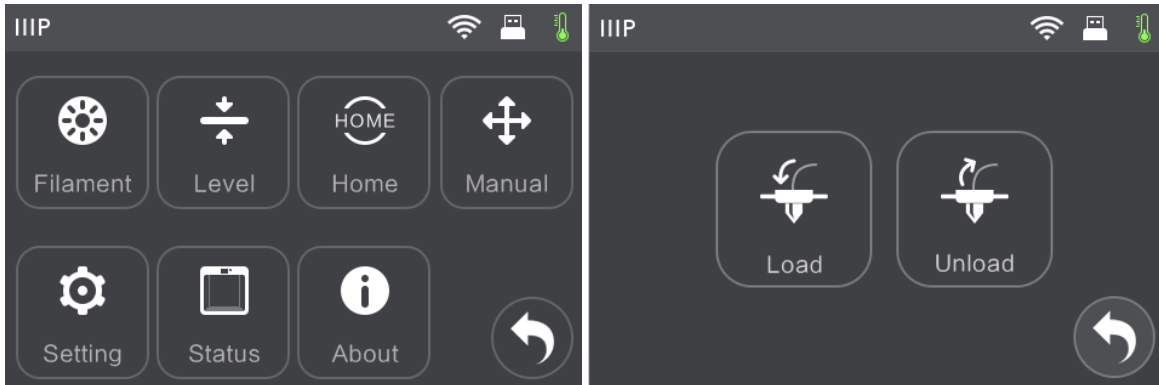 IIIP
Filament Level HOME Home Manual
Setting Status About
IIIP
Load Unload